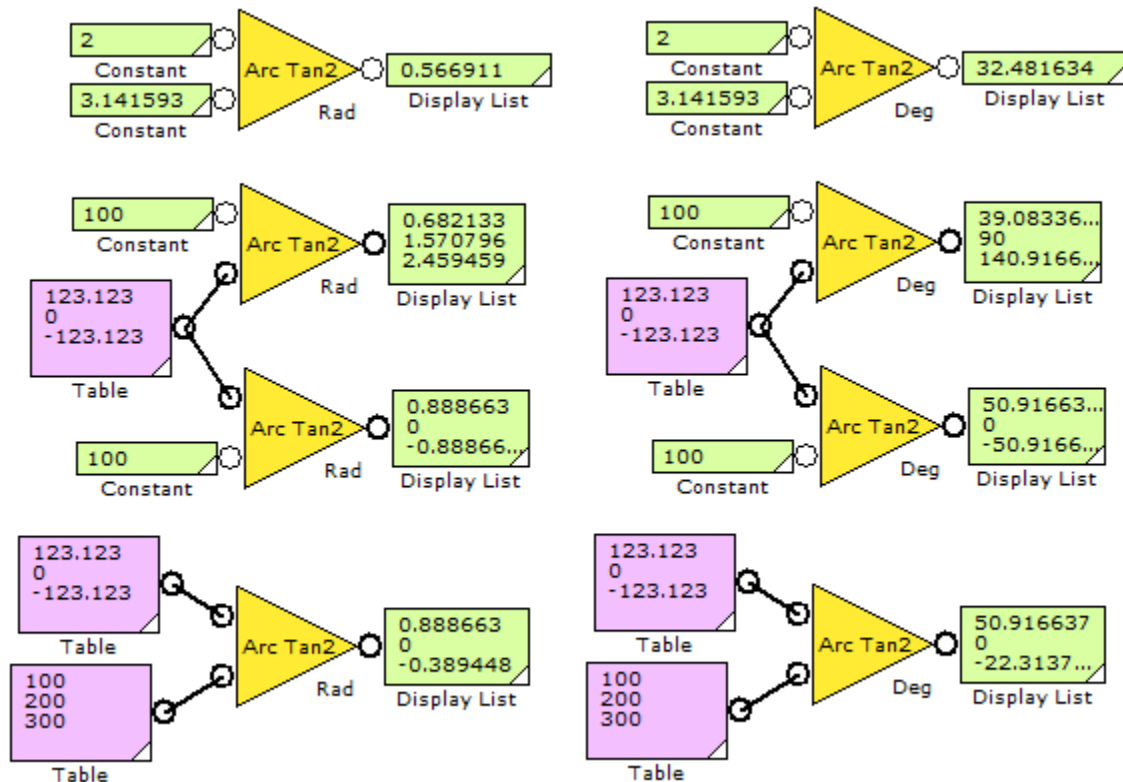 2
Constant
3.141593
Constant
Arc Tan2
Rad
0.566911
Display List
2
Constant
3.141593
Constant
Arc Tan2
Deg
32.481634
Display List
100
Constant
123.123
0
-123.123
Table
Arc Tan2
Rad
0.682133
1.570796
2.459459
Display List
100
Constant
Arc Tan2
Rad
0.888663
0
-0.88866...
Display List
100
Constant
123.123
0
-123.123
Table
Arc Tan2
Deg
39.08336...
90
140.9166...
Display List
100
Constant
Arc Tan2
Deg
50.91663...
0
-50.9166...
Display List
123.123
0
-123.123
Table
100
200
300
Table
Arc Tan2
Rad
0.888663
0
-0.389448
Display List
123.123
0
-123.123
Table
100
200
300
Table
Arc Tan2
Deg
50.916637
0
-22.3137...
Display List